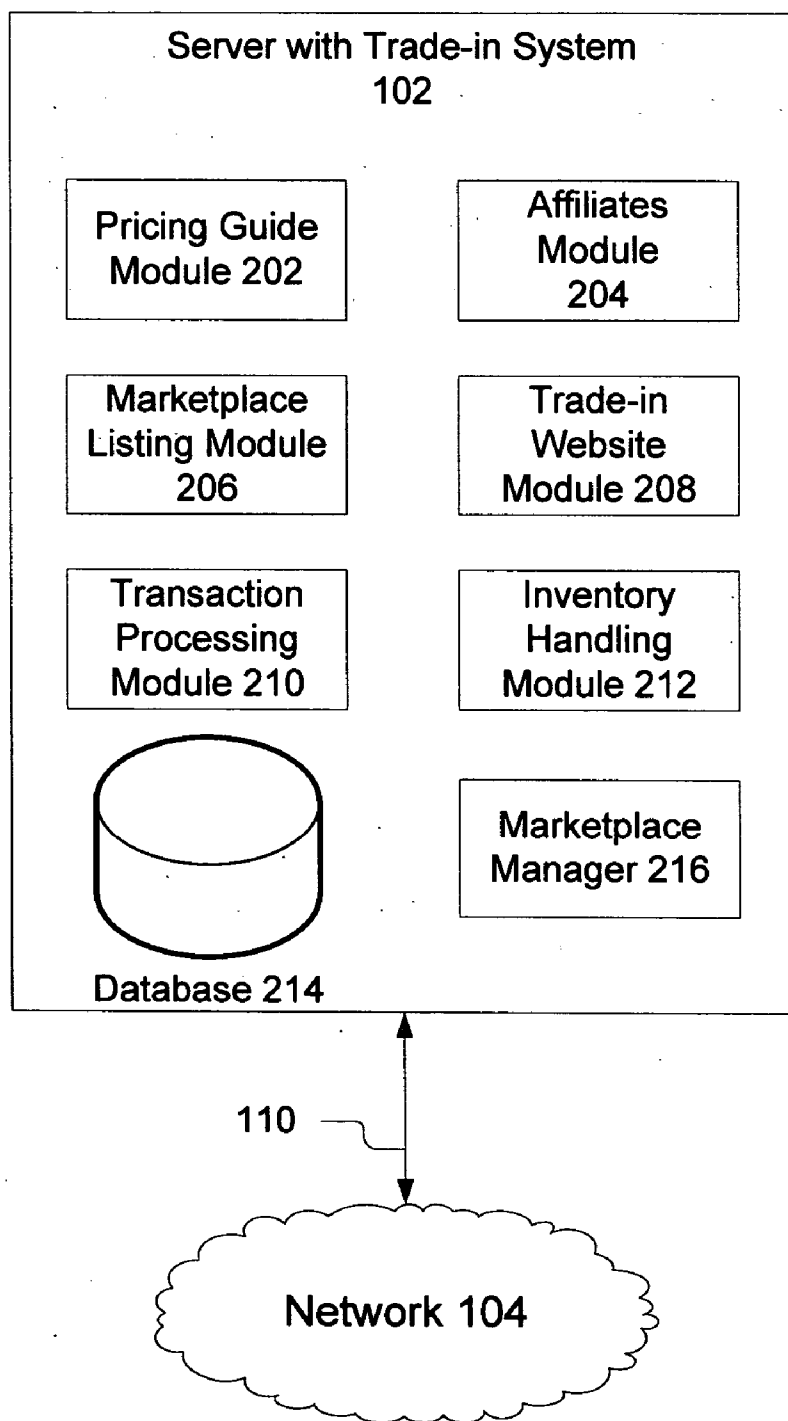 Server with Trade-in System
102
Pricing Guide
Module 202
Affiliates
Module
204
Marketplace
Listing Module
206
Trade-in
Website
Module 208
Transaction
Processing
Module 210
Inventory
Handling
Module 212
Database 214
Marketplace
Manager 216
110
Network 104